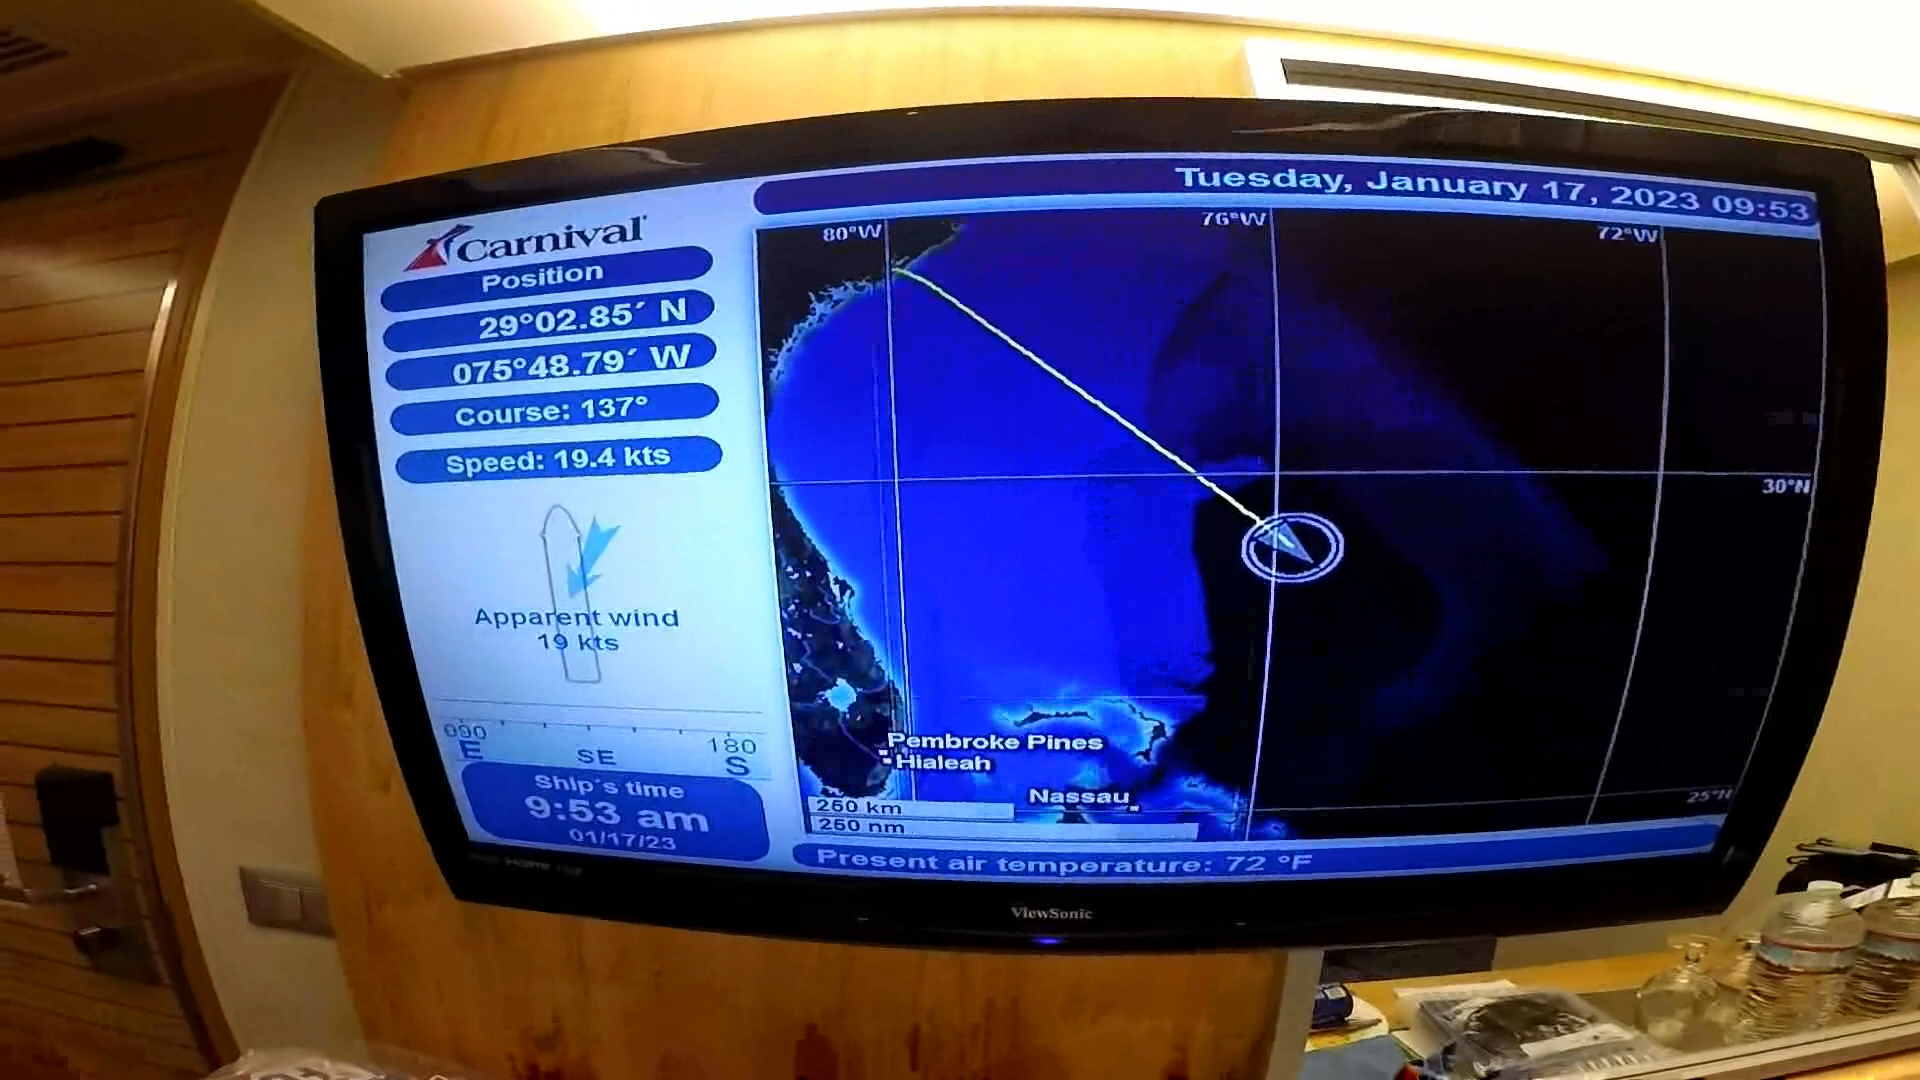 Tuesday, January 17, 2023 09:53
Carnival
Position
29°02.85′ N
075°48.79′ W
Course: 137°
Speed: 19.4 kts
Apparent wind
19 kts
090
180
E
SE
S
Ship's time
9:53 am
01/17/23
80°W
76°W
72°W
30°N
25°N
Pembroke Pines
Hialeah
Nassau
250 km
250 nm
Present air temperature: 72 °F
ViewSonic